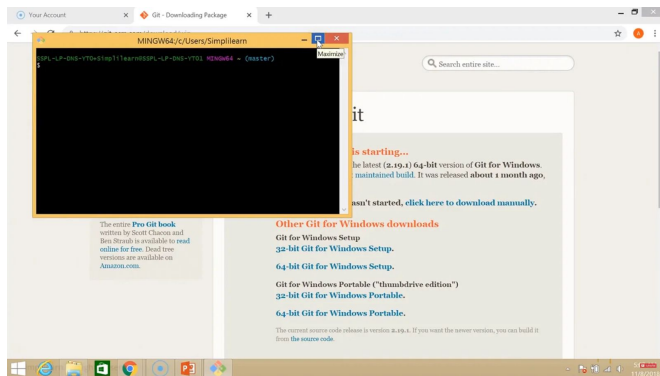 Your Account
Git - Downloading Package
MINGW64:/c/Users/Simplilearn
Maximize
SSPL-LP-DNS-YTG+Simplilearn@SSPL-LP-DNS-YTG1 MINGW64 ~ (master)
$
Search entire site...
it
is starting...
he latest (2.19.1) 64-bit version of Git for Windows.
maintained build. It was released about 1 month ago,
asn't started, click here to download manually.
The entire Pro Git book
written by Scott Chacon and
Ben Straub is available to read
online for free. Dead tree
versions are available on
Amazon.com.
Other Git for Windows downloads
Git for Windows Setup
32-bit Git for Windows Setup.
64-bit Git for Windows Setup.
Git for Windows Portable ("thumbdrive edition")
32-bit Git for Windows Portable.
64-bit Git for Windows Portable.
The current source code release is version 2.19.1. If you want the newer version, you can build it
from the source code.